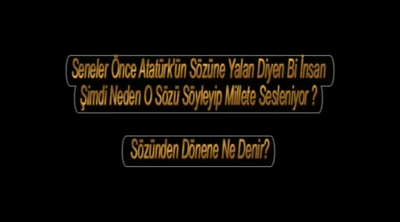 Seneler Önce Atatürk'ün Sözüne Yalan Diyen Bi İnsan
Şimdi Neden O Sözü Söyleyip Millete Sesleniyor ?
Sözünden Dönene Ne Denir?